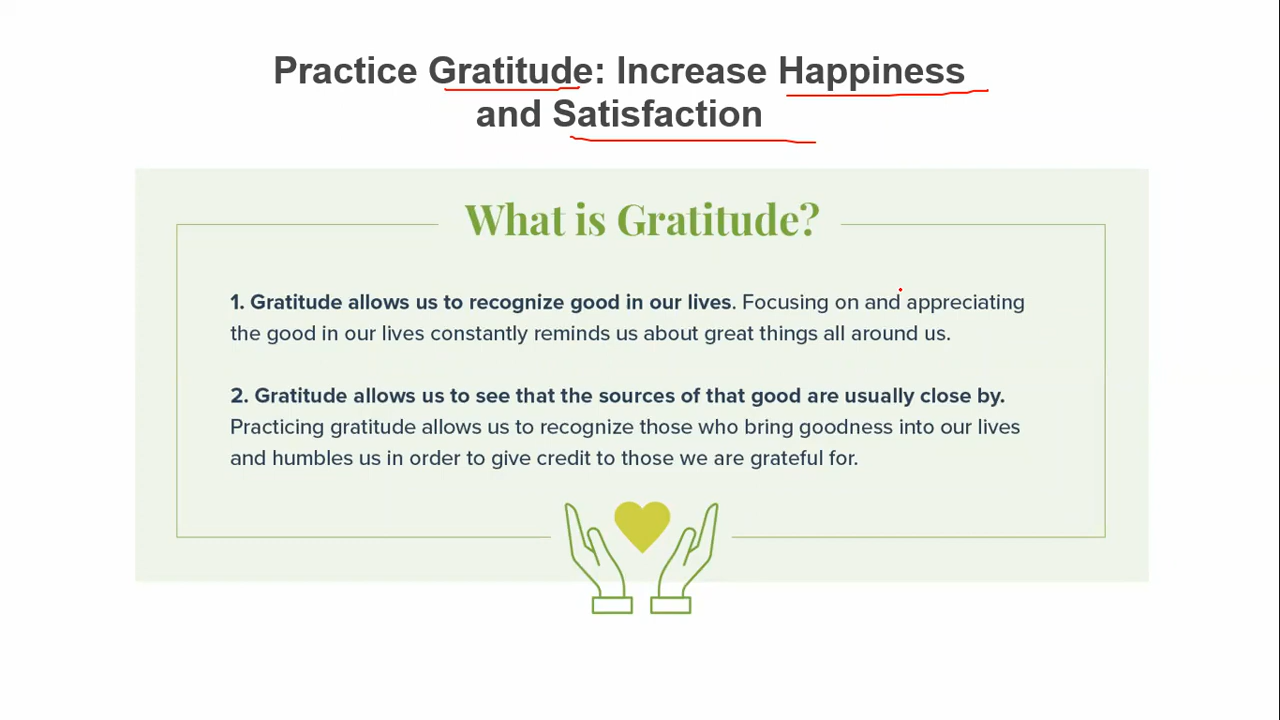 Practice Gratitude: Increase Happiness
and Satisfaction
What is Gratitude?
1. Gratitude allows us to recognize good in our lives. Focusing on and appreciating
the good in our lives constantly reminds us about great things all around us.
2. Gratitude allows us to see that the sources of that good are usually close by.
Practicing gratitude allows us to recognize those who bring goodness into our lives
and humbles us in order to give credit to those we are grateful for.